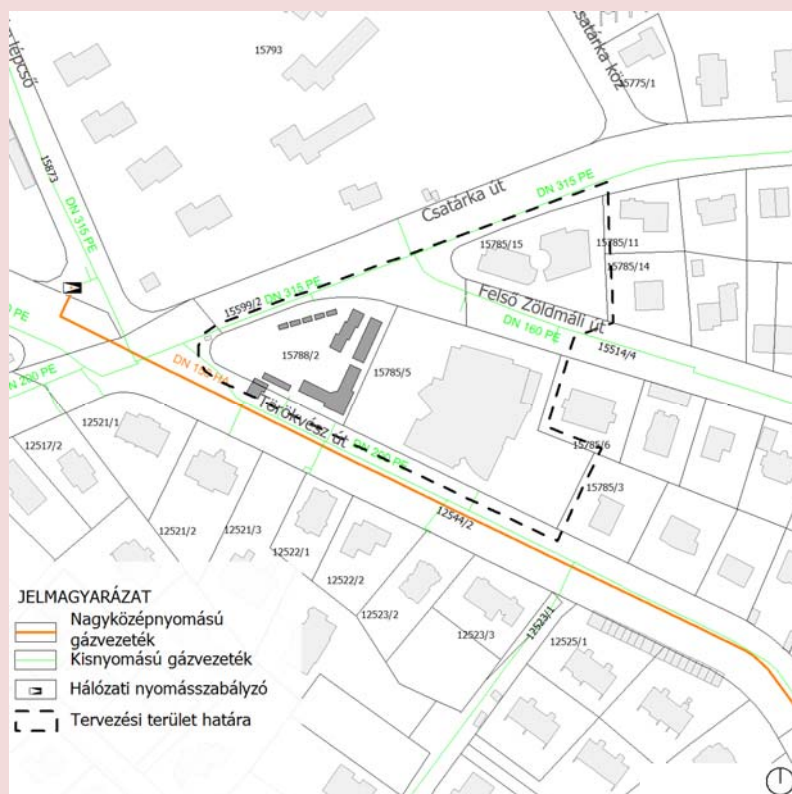 lépcső
15793
Csatárka köz
15775/1
15873
DN 315 PE
Csatárka út
DN 315 PE
15785/15
15785/11
15785/14
15599/2
DN 315 PE
Felső Zöldmáli út
DN 160 PE
15514/4
15788/2
15785/5
DN 200 PE
Törökvész út
DN 200 PE
12521/1
12517/2
15785/6
15785/3
12544/2
12521/2
12521/3
12522/1
12522/2
12523/2
12523/3
12523/1
12525/1
JELMAGYARÁZAT
Nagyközépnyomású
gázvezeték
Kisnyomású gázvezeték
Hálózati nyomásszabályzó
Tervezési terület határa